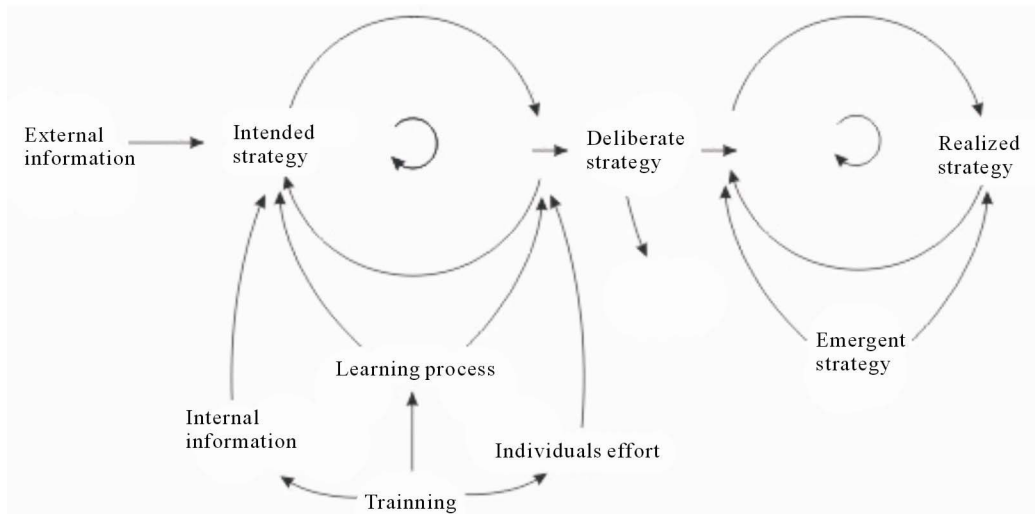 External
information
Intended
strategy
Deliberate
strategy
Realized
strategy
Learning process
Emergent
strategy
Internal
information
Individuals effort
Trainning